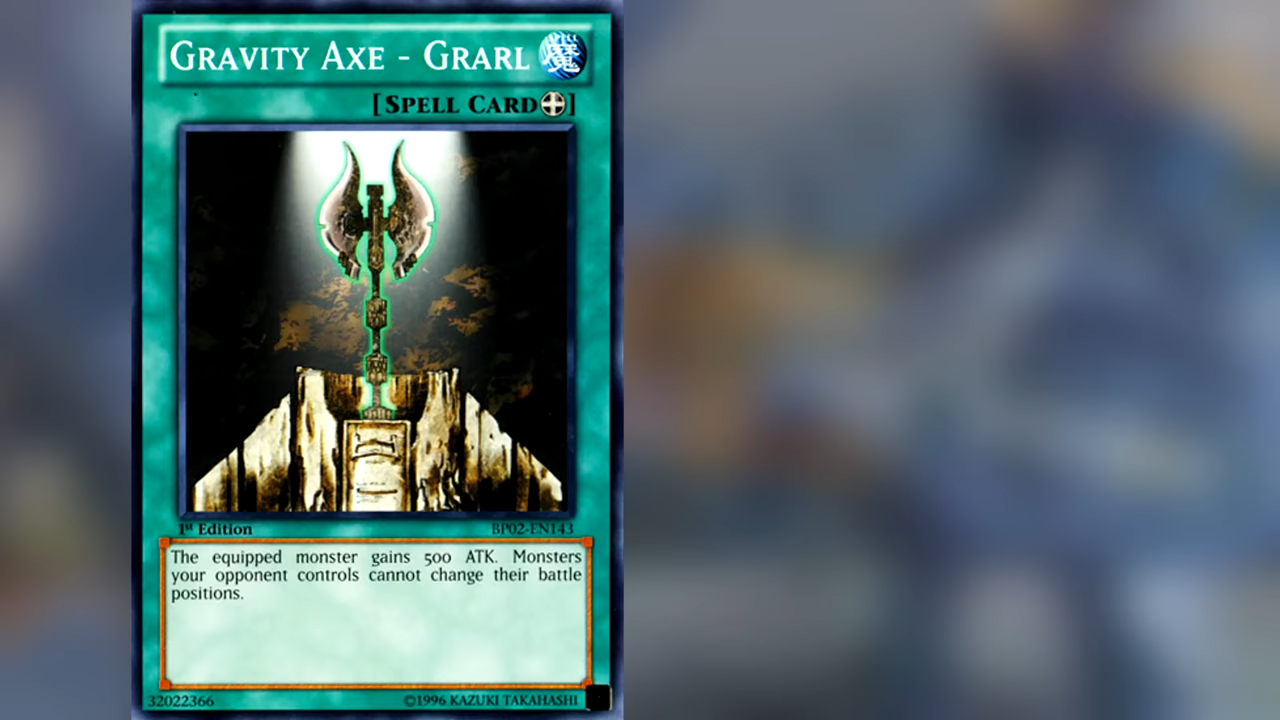 GRAVITY AXE - GRARL 魔
[SPELL CARD]
1st Edition
BP02-EN143
The equipped monster gains 500 ATK. Monsters
your opponent controls cannot change their battle
positions.
32022366
©1996 KAZUKI TAKAHASHI